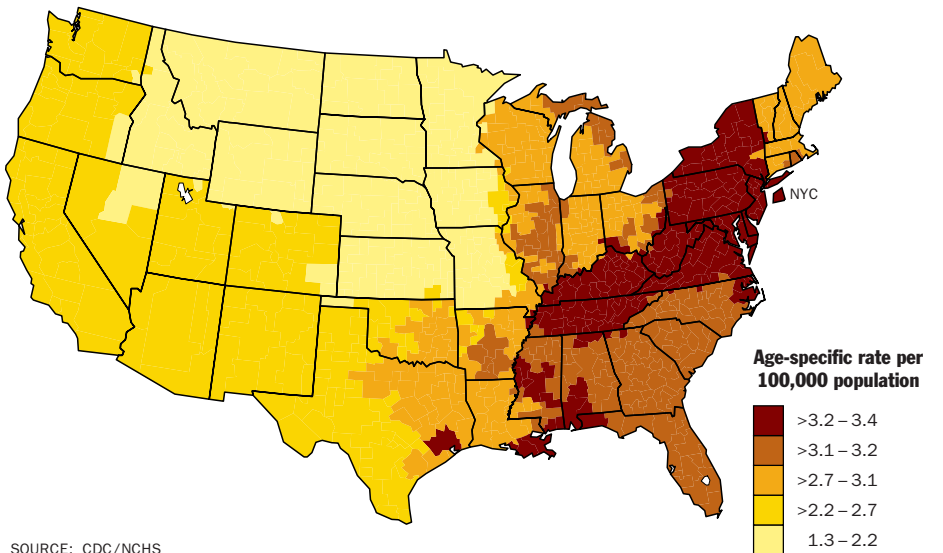 NYC
Age-specific rate per
100,000 population
>3.2 – 3.4
>3.1 – 3.2
>2.7 – 3.1
>2.2 – 2.7
1.3 – 2.2
SOURCE: CDC/NCHS